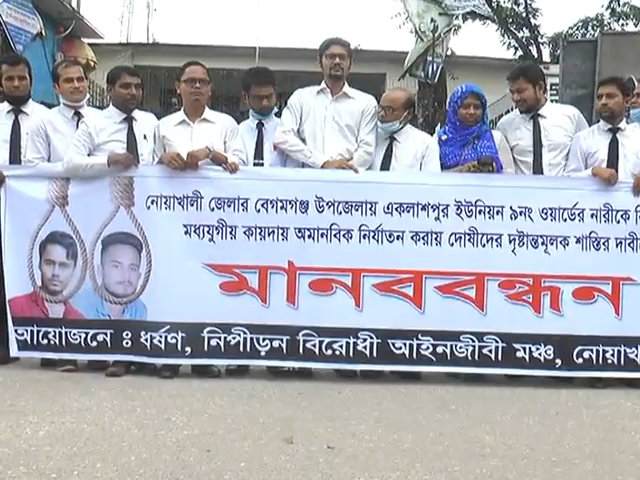 নোয়াখালী জেলার বেগমগঞ্জ উপজেলায় একলাশপুর ইউনিয়ন ৯নং ওয়ার্ডের নারীকে
মধ্যযুগীয় কায়দায় অমানবিক নির্যাতন করায় দোষীদের দৃষ্টান্তমূলক শাস্তির দাবী
মানববন্ধন
আয়োজনে : ধর্ষণ, নিপীড়ন বিরোধী আইনজীবী মঞ্চ, নোয়াখ